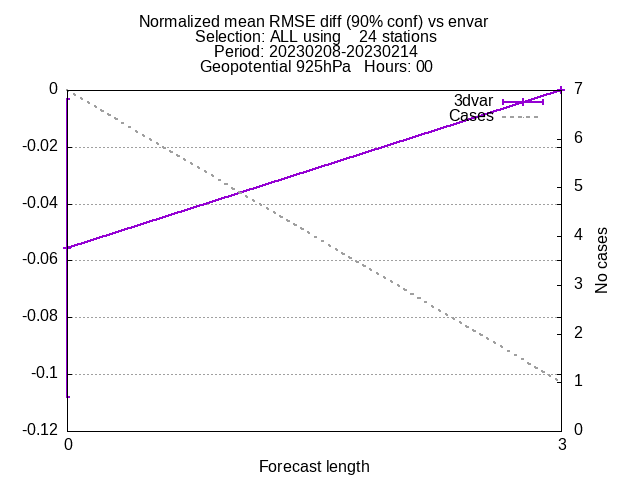 Normalized mean RMSE diff (90% conf) vs envar
Selection: ALL using    24 stations
Period: 20230208-20230214
Geopotential 925hPa   Hours: 00
3dvar
Cases
0
-0.02
-0.04
-0.06
-0.08
-0.1
-0.12
7
6
5
4
3
2
1
0
No cases
0
3
Forecast length